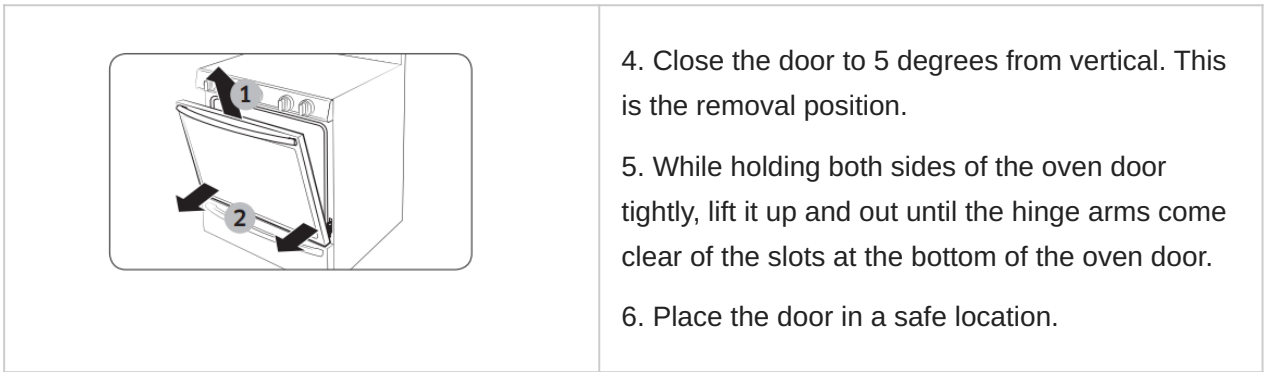 1
2
4. Close the door to 5 degrees from vertical. This
is the removal position.
5. While holding both sides of the oven door
tightly, lift it up and out until the hinge arms come
clear of the slots at the bottom of the oven door.
6. Place the door in a safe location.